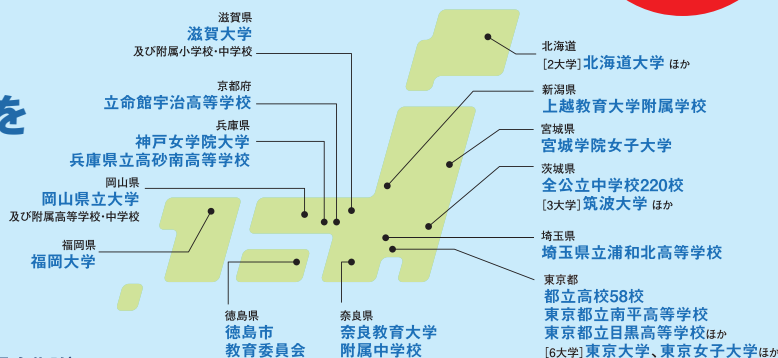 を
滋賀県
滋賀大学
及び附属小学校・中学校
京都府
立命館宇治高等学校
兵庫県
神戸女学院大学
兵庫県立高砂南高等学校
岡山県
岡山県立大学
及び附属高等学校・中学校
福岡県
福岡大学
徳島県
徳島市
教育委員会
奈良県
奈良教育大学
附属中学校
北海道
[2大学]北海道大学 ほか
新潟県
上越教育大学附属学校
宮城県
宮城学院女子大学
茨城県
全公立中学校220校
[3大学]筑波大学 ほか
埼玉県
埼玉県立浦和北高等学校
東京都
都立高校58校
東京都立南平高等学校
東京都立目黒高等学校ほか
[6大学]東京大学、東京女子大学ほか